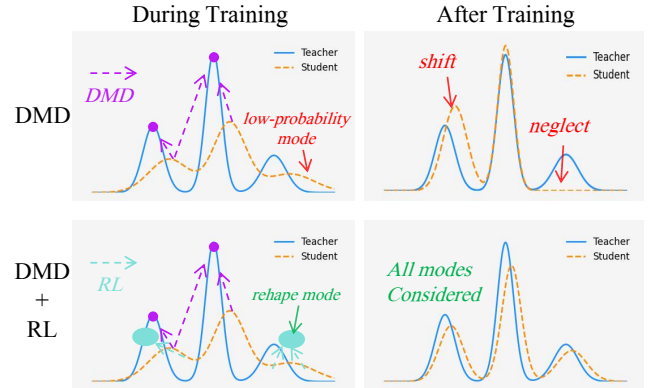 During Training
After Training
DMD
DMD
Teacher
Student
low-probability
mode
shift
neglect
Teacher
Student
DMD
+
RL
RL
Teacher
Student
rehape mode
All modes
Considered
Teacher
Student